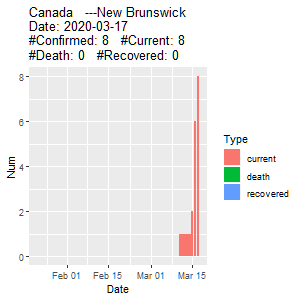 Canada   ---New Brunswick
Date: 2020-03-17
#Confirmed: 8   #Current: 8
#Death: 0   #Recovered: 0
8
6
4
2
0
Num
Feb 01
Feb 15
Mar 01
Mar 15
Date
Type
current
death
recovered